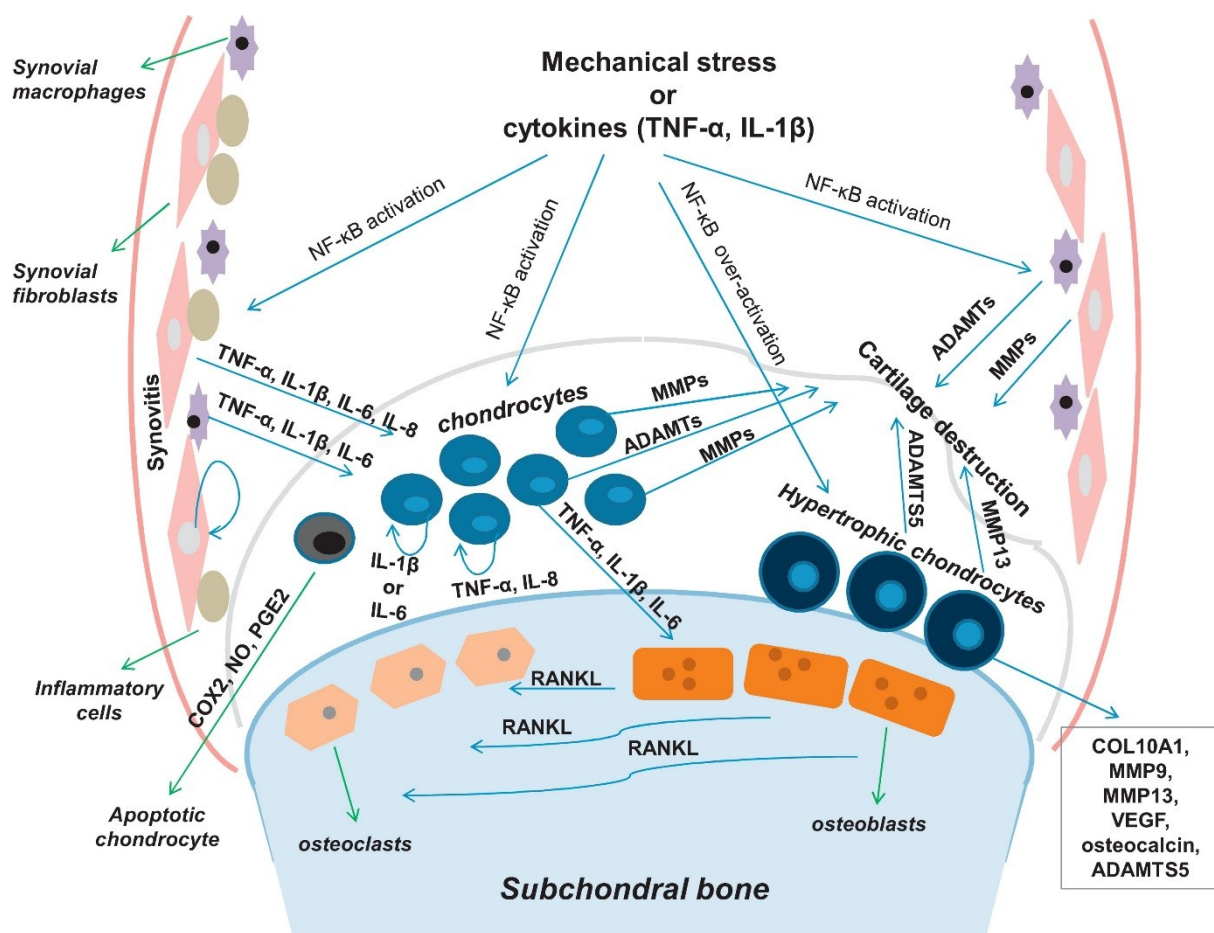 Mechanical stress
or
cytokines (TNF-α, IL-1β)
Synovial
macrophages
NF-κB activation
NF-κB activation
NF-κB over-activation
NF-κB activation
Synovial
fibroblasts
Synovitis
TNF-α, IL-1β, IL-6, IL-8
TNF-α, IL-1β, IL-6
chondrocytes
MMPs
ADAMTs
MMPs
ADAMTs
MMPs
Cartilage destruction
ADAMTS5
MMP13
Hypertrophic chondrocytes
IL-1β
or
IL-6
TNF-α, IL-8
TNF-α, IL-1β, IL-6
COX2, NO, PGE2
Inflammatory
cells
RANKL
RANKL
RANKL
Apoptotic
chondrocyte
osteoclasts
osteoblasts
COL10A1,
MMP9,
MMP13,
VEGF,
osteocalcin,
ADAMTS5
Subchondral bone